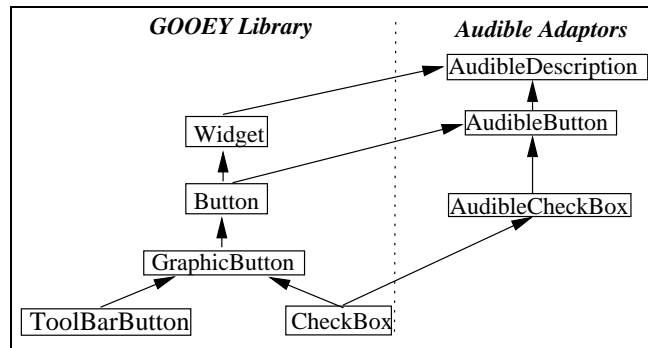 GOOEY Library
Audible Adaptors
AudibleDescription
Widget
AudibleButton
Button
AudibleCheckBox
GraphicButton
ToolBarButton
CheckBox